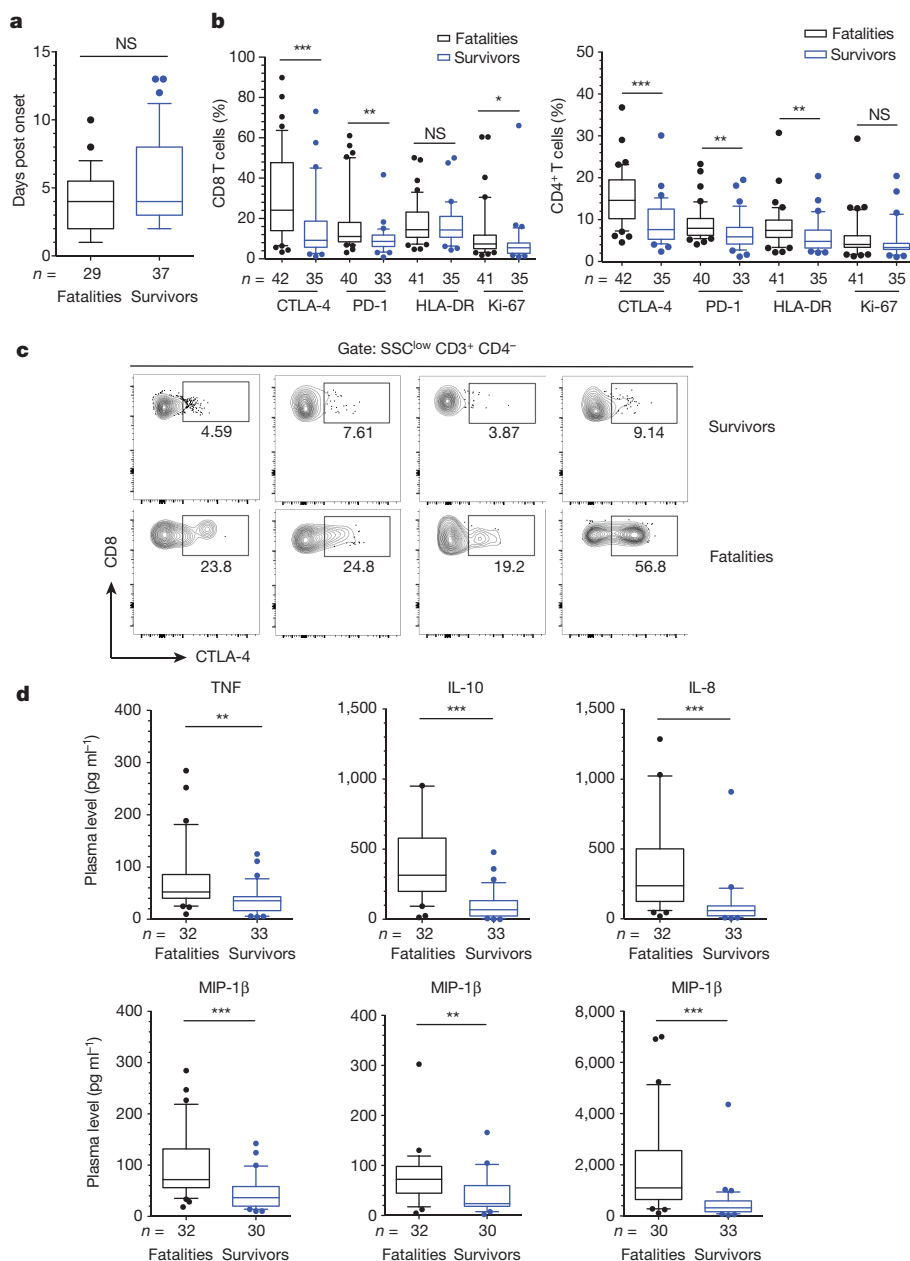 a
NS
15
10
5
0
Days post onset
n = 29 37
Fatalities Survivors
b
Fatalities
Survivors
100
80
60
40
20
0
CD8 T cells (%)
*** ** NS *
n = 42 35 40 33 41 35 41 35
CTLA-4 PD-1 HLA-DR Ki-67
Fatalities
Survivors
50
40
30
20
10
0
CD4⁺ T cells (%)
*** ** ** NS
n = 42 35 40 33 41 35 41 35
CTLA-4 PD-1 HLA-DR Ki-67
c
Gate: SSC^low CD3⁺ CD4⁻
4.59 7.61 3.87 9.14
Survivors
23.8 24.8 19.2 56.8
Fatalities
CD8
CTLA-4
d
TNF
400
300
200
100
0
Plasma level (pg ml⁻¹)
**
n = 32 33
Fatalities Survivors
IL-10
1,500
1,000
500
0
***
n = 32 33
Fatalities Survivors
IL-8
1,500
1,000
500
0
***
n = 32 33
Fatalities Survivors
MIP-1β
400
300
200
100
0
Plasma level (pg ml⁻¹)
***
n = 32 30
Fatalities Survivors
MIP-1β
400
300
200
100
0
**
n = 32 30
Fatalities Survivors
MIP-1β
8,000
6,000
4,000
2,000
0
***
n = 30 33
Fatalities Survivors